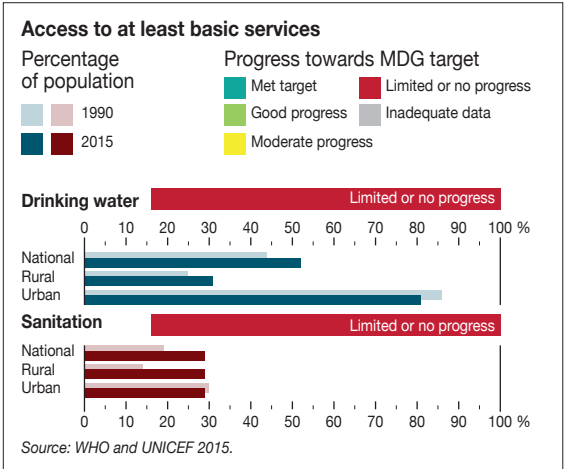 Access to at least basic services
Percentage
of population
1990
2015
Progress towards MDG target
Met target
Limited or no progress
Good progress
Inadequate data
Moderate progress
Drinking water
Limited or no progress
0 10 20 30 40 50 60 70 80 90 100 %
National
Rural
Urban
Sanitation
Limited or no progress
National
Rural
Urban
0 10 20 30 40 50 60 70 80 90 100 %
Source: WHO and UNICEF 2015.